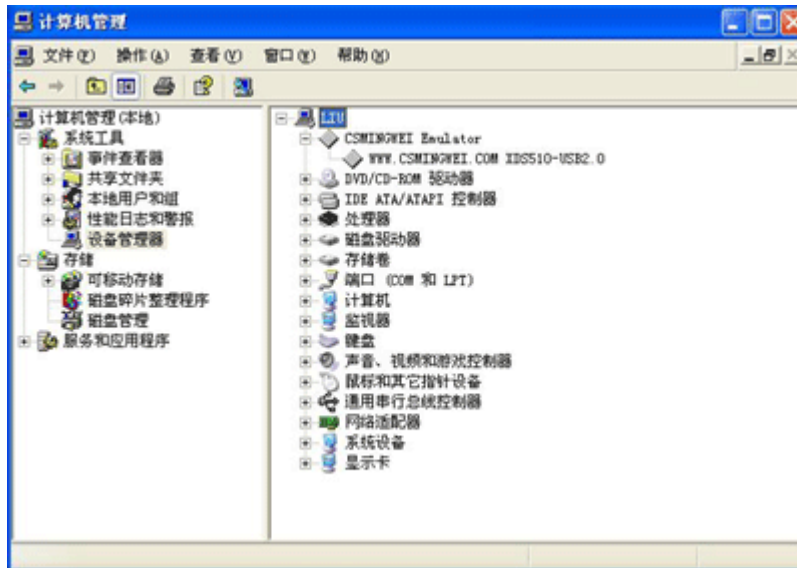 计算机管理
文件(F) 操作(A) 查看(V) 窗口(W) 帮助(H)
计算机管理(本地)
系统工具
事件查看器
共享文件夹
本地用户和组
性能日志和警报
设备管理器
存储
可移动存储
磁盘碎片整理程序
磁盘管理
服务和应用程序
LIU
CSMINGWEI Emulator
WWW.CSMINGWEI.COM XDS510-USB2.0
DVD/CD-ROM 驱动器
IDE ATA/ATAPI 控制器
处理器
磁盘驱动器
存储卷
端口 (COM 和 LPT)
计算机
监视器
键盘
声音、视频和游戏控制器
鼠标和其它指针设备
通用串行总线控制器
网络适配器
系统设备
显示卡